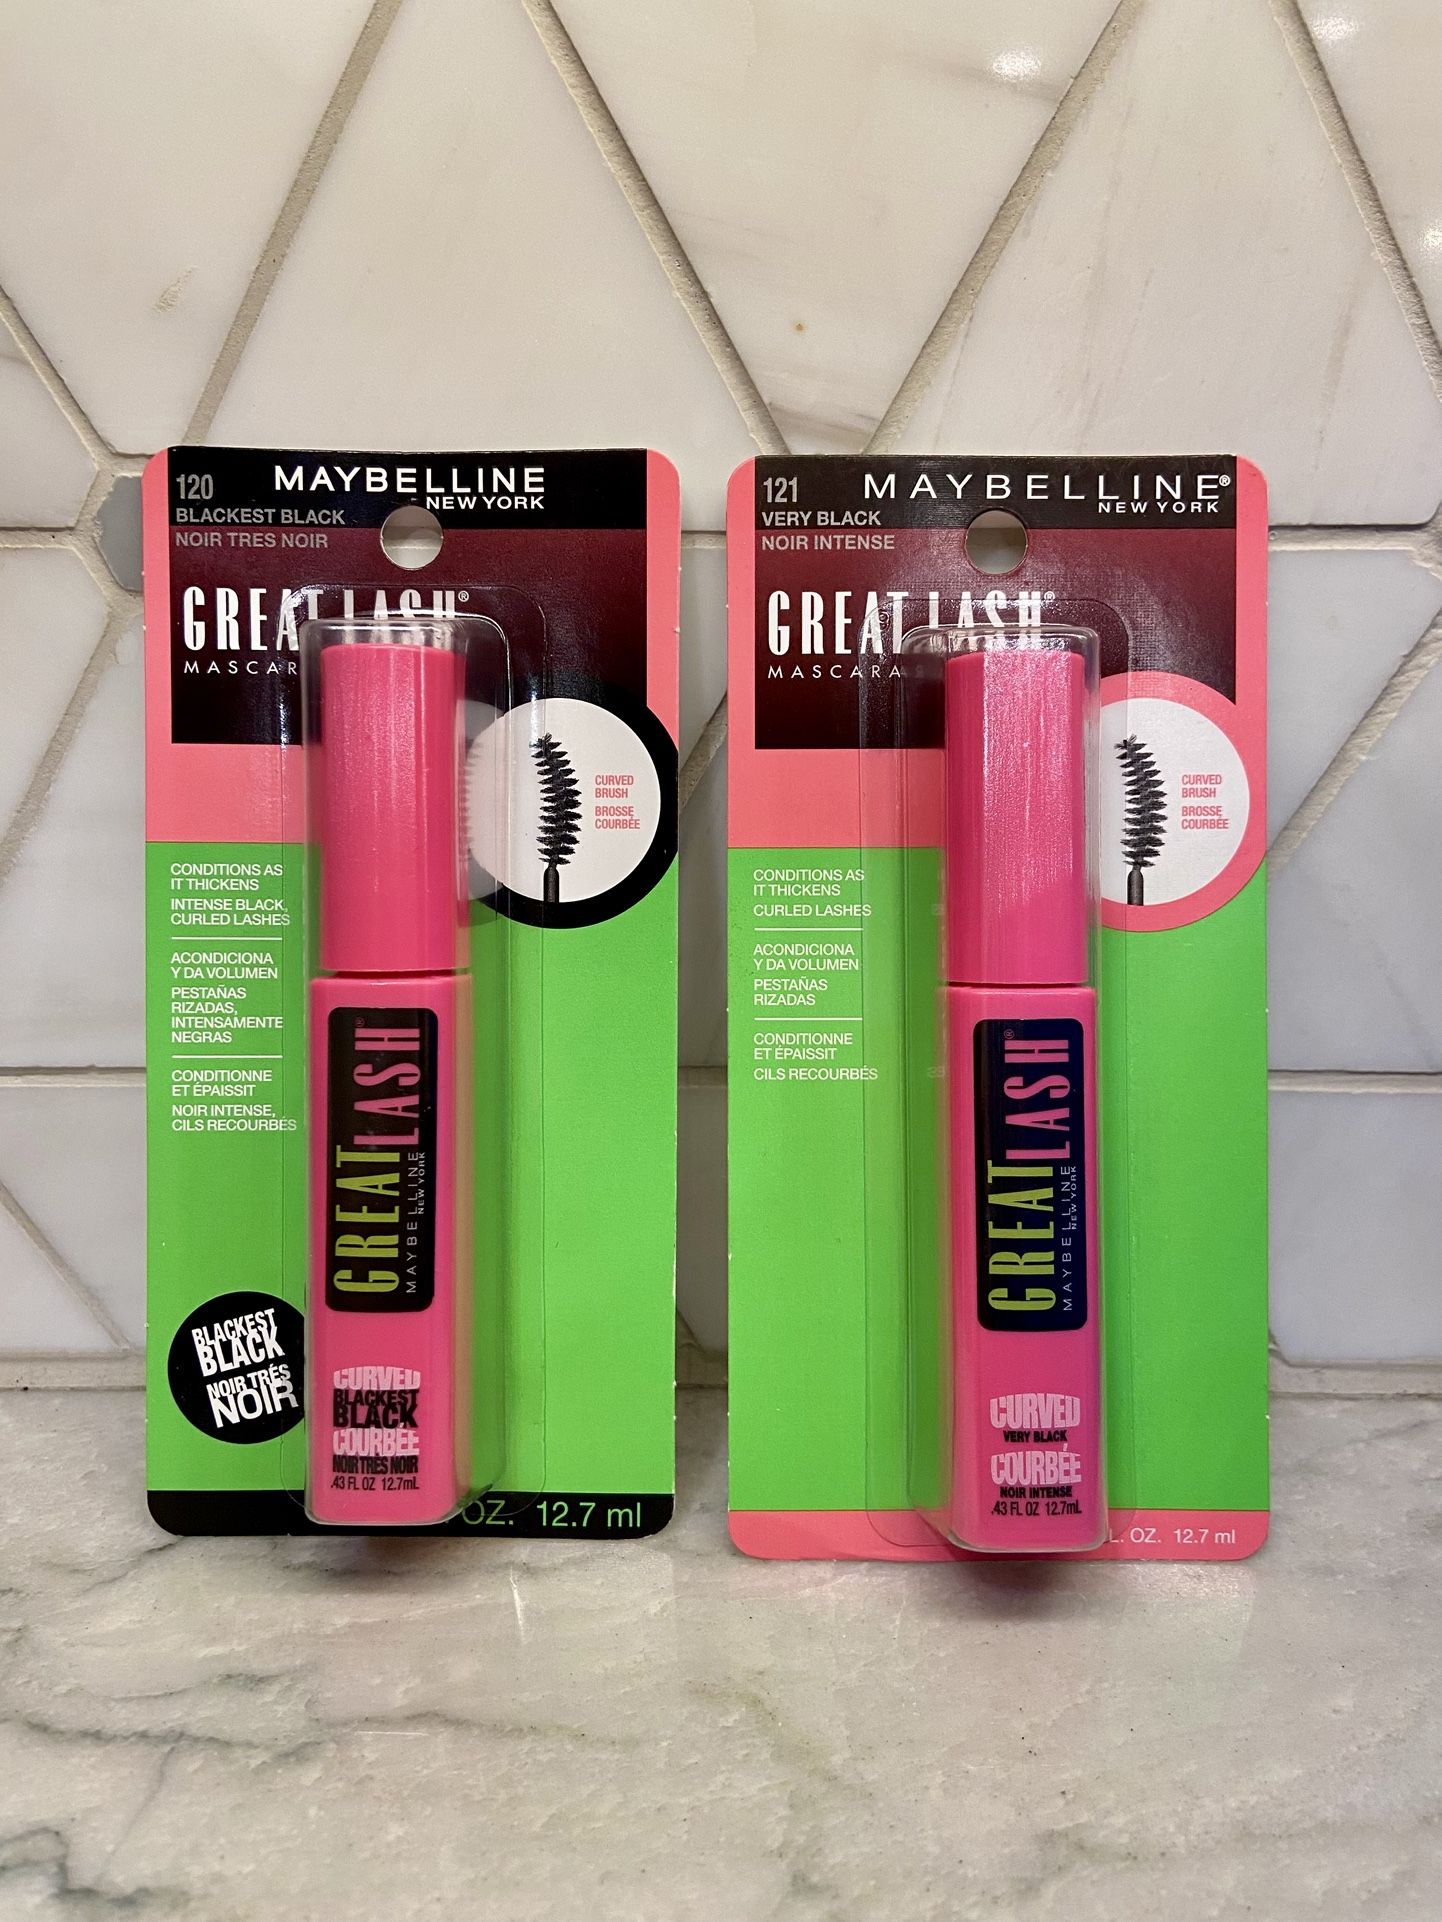 120
MAYBELLINE
NEW YORK
BLACKEST BLACK
NOIR TRES NOIR
GREAT LASH®
MASCAR
CURVED
BRUSH
BROSSE
COURBÉE
CONDITIONS AS
IT THICKENS
INTENSE BLACK,
CURLED LASHES
ACONDICIONA
Y DA VOLUMEN
PESTAÑAS
RIZADAS,
INTENSAMENTE
NEGRAS
CONDITIONNE
ET ÉPAISSIT
NOIR INTENSE,
CILS RECOURBÉS
GREAT LASH®
MAYBELLINE
NEW YORK
BLACKEST
BLACK
NOIR TRÉS
NOIR
CURVED
BLACKEST
BLACK
COURBÉE
NOIR TRÈS NOIR
.43 FL OZ 12.7mL
OZ. 12.7 ml
121
MAYBELLINE®
NEW YORK
VERY BLACK
NOIR INTENSE
GREAT LASH®
MASCARA
CURVED
BRUSH
BROSSE
COURBÉE
CONDITIONS AS
IT THICKENS
CURLED LASHES
ACONDICIONA
Y DA VOLUMEN
PESTAÑAS
RIZADAS
CONDITIONNE
ET ÉPAISSIT
CILS RECOURBÉS
GREAT LASH®
MAYBELLINE
NEW YORK
CURVED
VERY BLACK
COURBÉE
NOIR INTENSE
.43 FL OZ 12.7mL
L. OZ. 12.7 ml